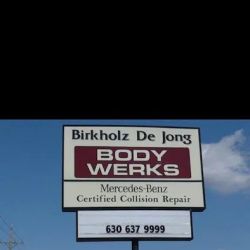 Birkholz De Jong
BODY
WERKS
Mercedes-Benz
Certified Collision Repair
630 637 9999